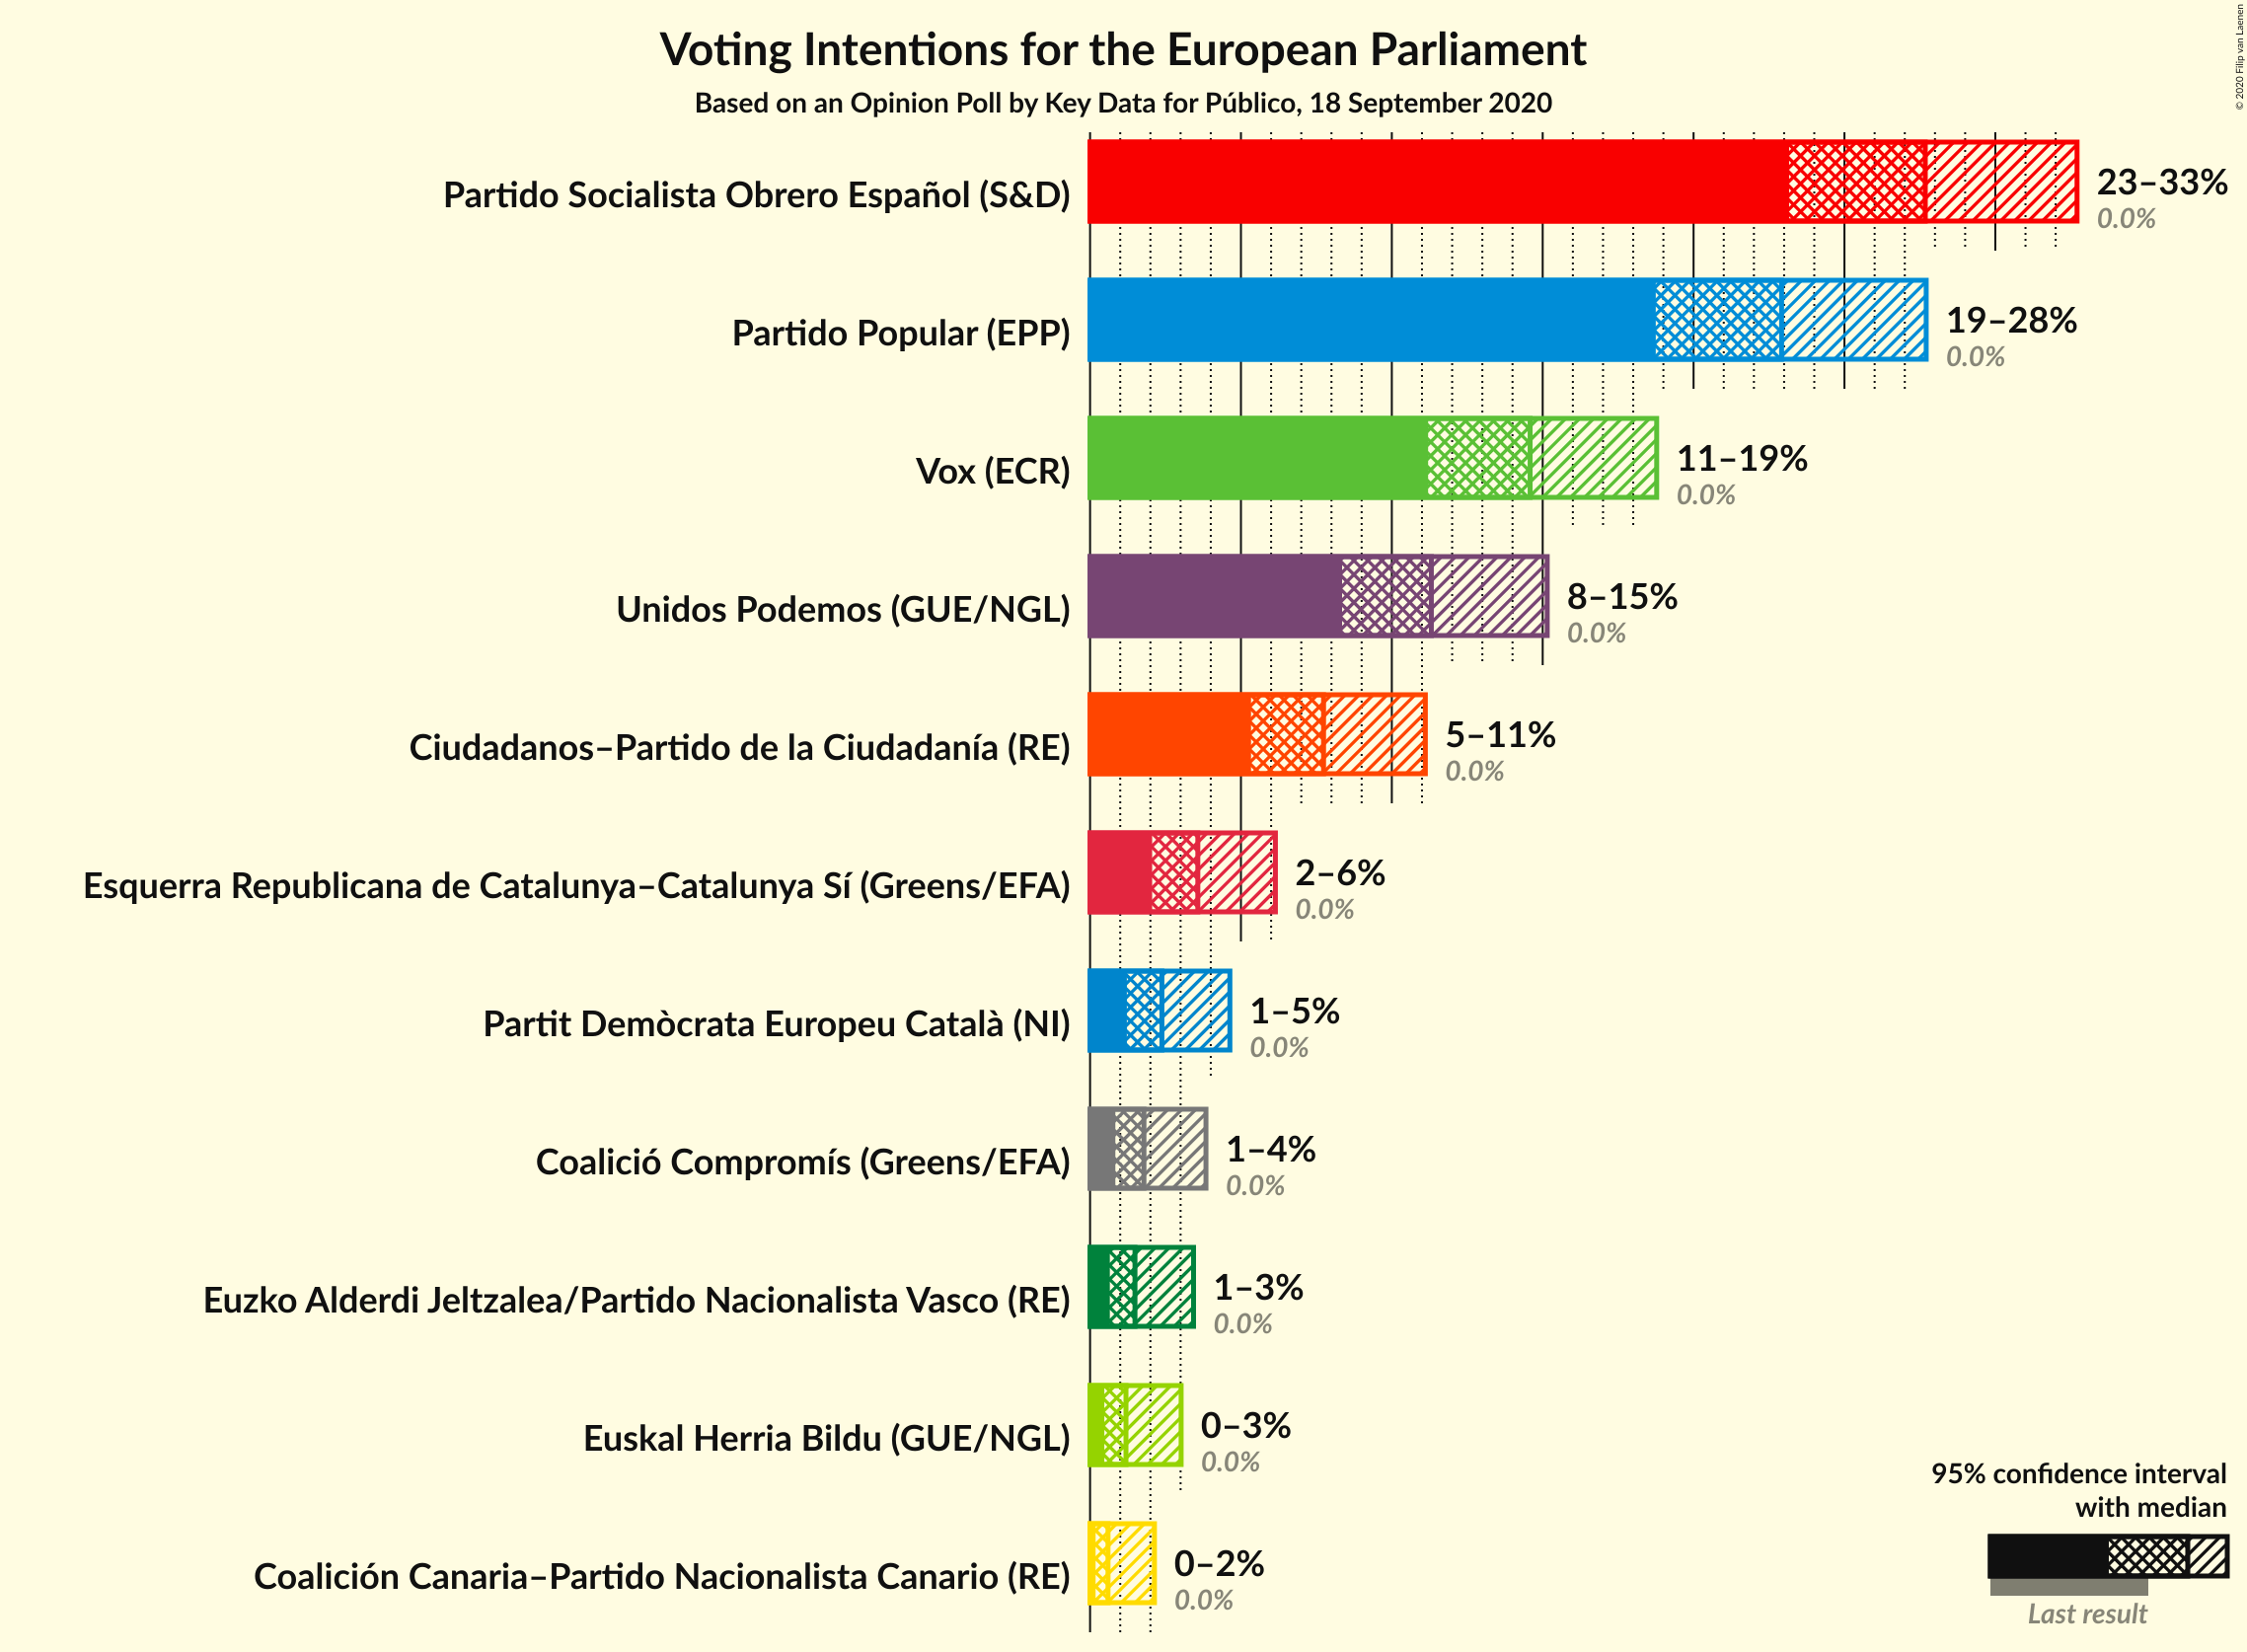 Voting Intentions for the European Parliament
Based on an Opinion Poll by Key Data for Público, 18 September 2020
© 2020 Filip van Laenen
Partido Socialista Obrero Español (S&D)
23–33%
0.0%
Partido Popular (EPP)
19–28%
0.0%
Vox (ECR)
11–19%
0.0%
Unidos Podemos (GUE/NGL)
8–15%
0.0%
Ciudadanos–Partido de la Ciudadanía (RE)
5–11%
0.0%
Esquerra Republicana de Catalunya–Catalunya Sí (Greens/EFA)
2–6%
0.0%
Partit Demòcrata Europeu Català (NI)
1–5%
0.0%
Coalició Compromís (Greens/EFA)
1–4%
0.0%
Euzko Alderdi Jeltzalea/Partido Nacionalista Vasco (RE)
1–3%
0.0%
Euskal Herria Bildu (GUE/NGL)
0–3%
0.0%
Coalición Canaria–Partido Nacionalista Canario (RE)
0–2%
0.0%
95% confidence interval
with median
Last result